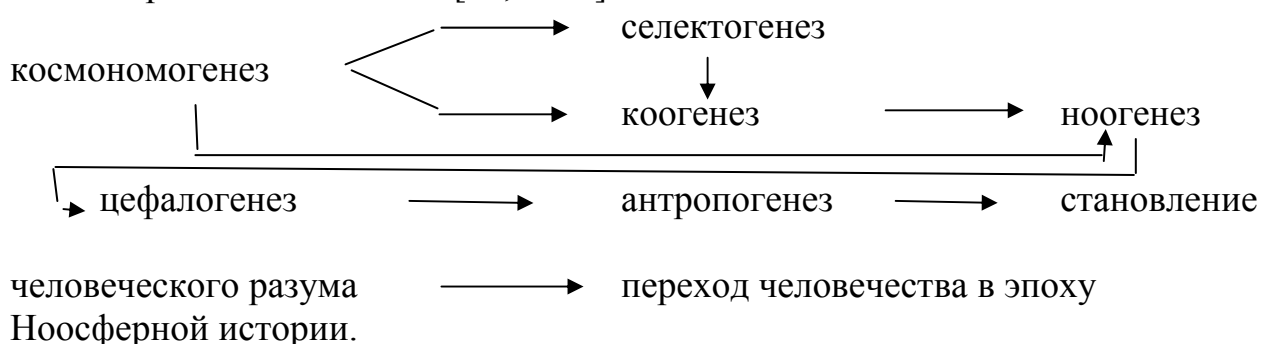 селектогенез
космономогенез
коогенез ноогенез
цефалогенез антропогенез становление
человеческого разума переход человечества в эпоху
Ноосферной истории.